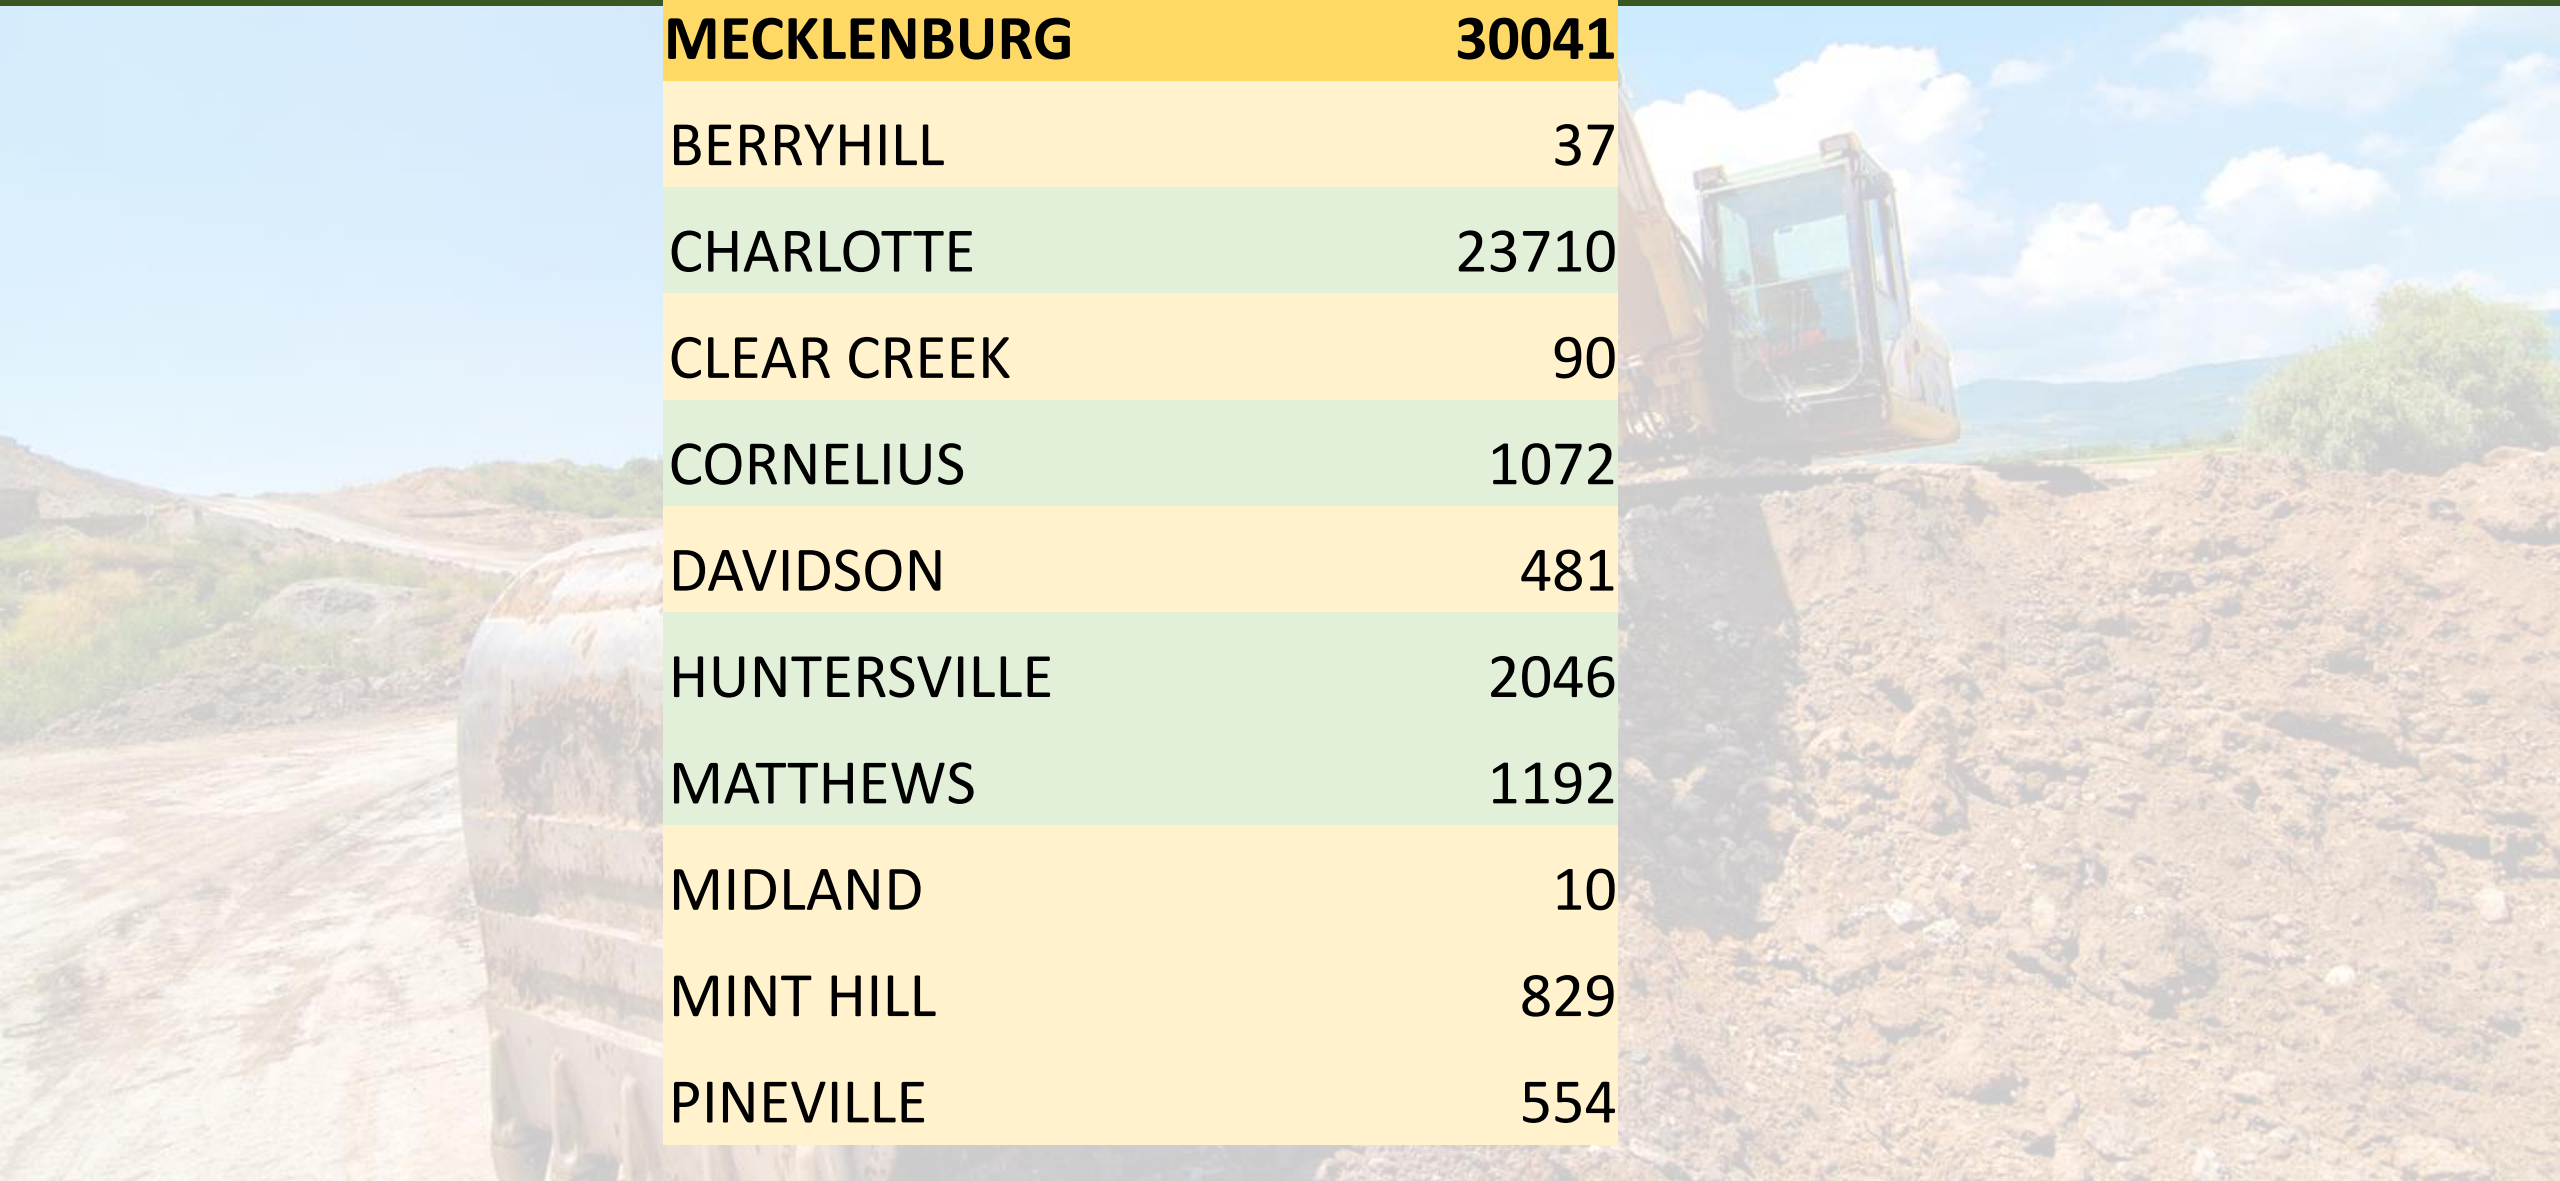 MECKLENBURG 30041
BERRYHILL 37
CHARLOTTE 23710
CLEAR CREEK 90
CORNELIUS 1072
DAVIDSON 481
HUNTERSVILLE 2046
MATTHEWS 1192
MIDLAND 10
MINT HILL 829
PINEVILLE 554